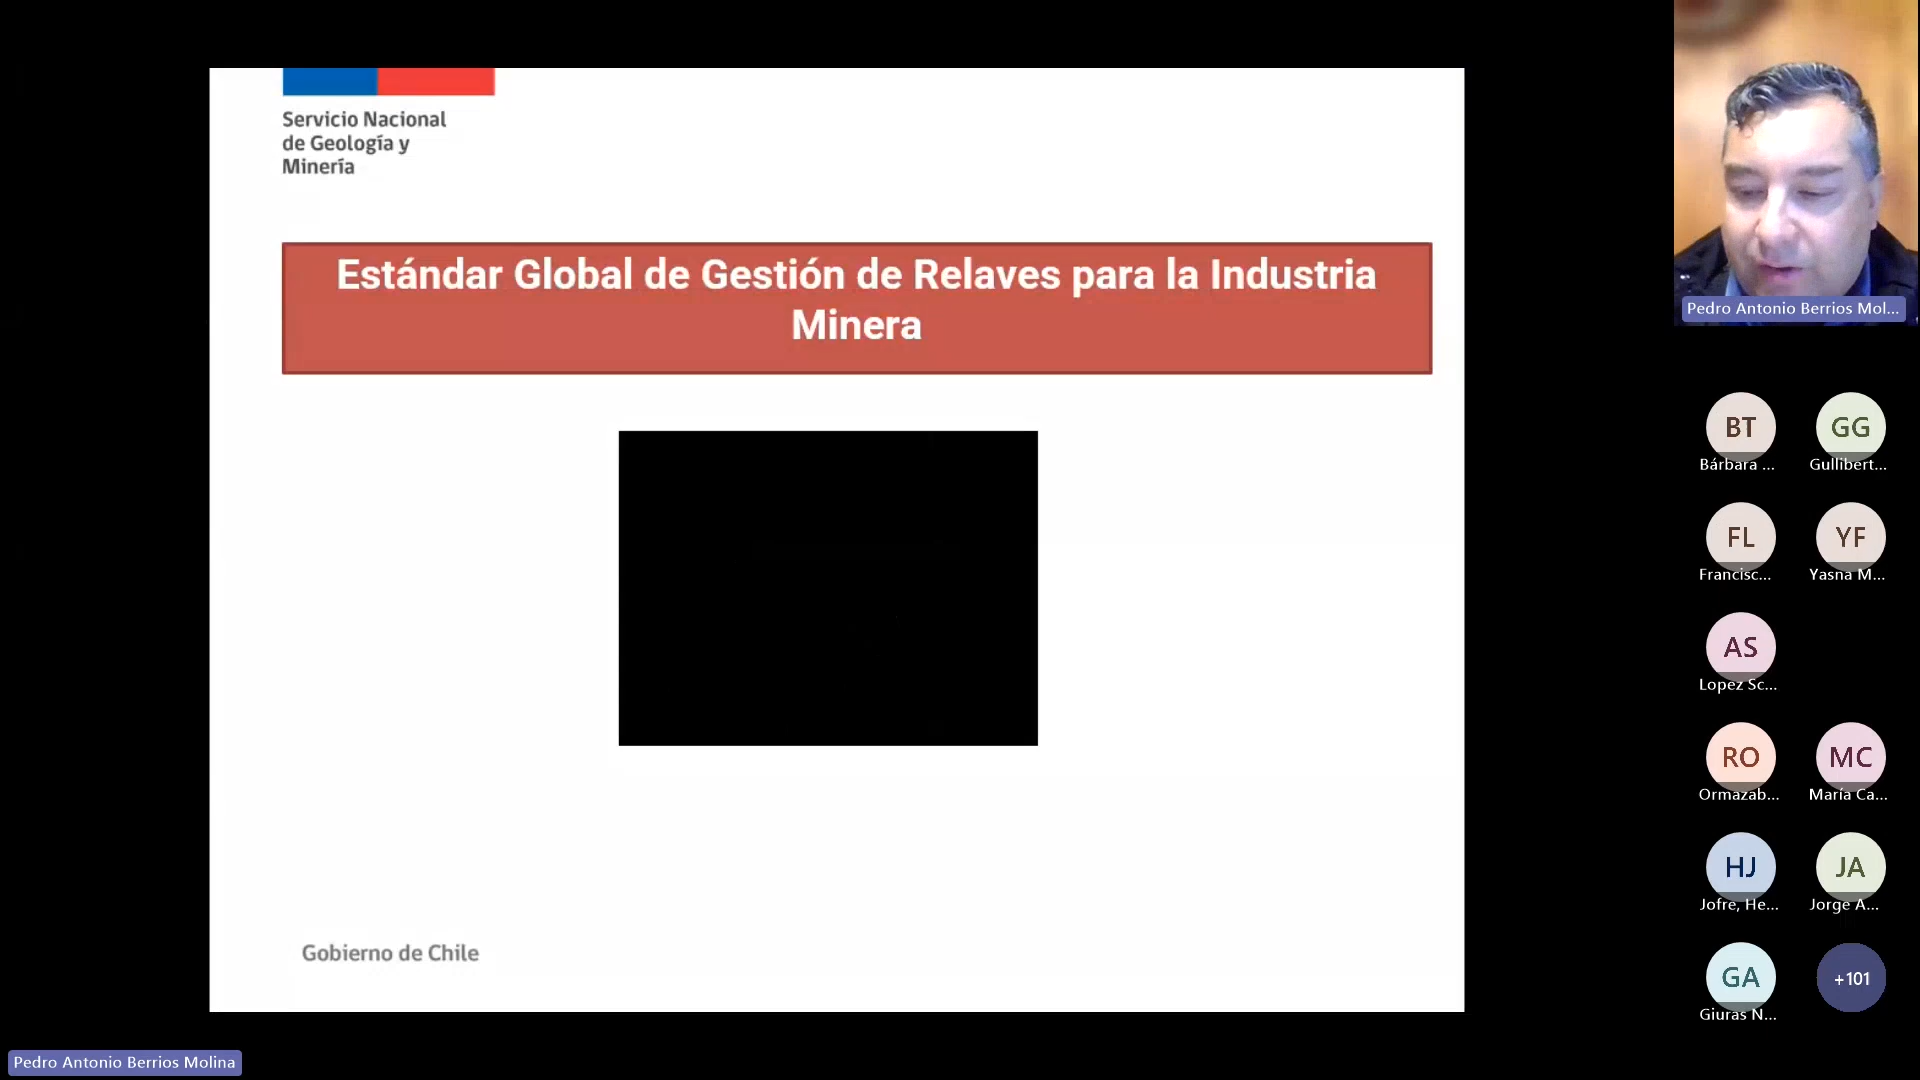 Servicio Nacional
de Geología y
Minería
Estándar Global de Gestión de Relaves para la Industria
Minera
Gobierno de Chile
Pedro Antonio Berrios Mol...
BT
Bárbara ...
GG
Gullibert...
FL
Francisc...
YF
Yasna M...
AS
Lopez Sc...
RO
Ormazab...
MC
María Ca...
HJ
Jofre, He...
JA
Jorge A...
GA
Giuras N...
+101
Pedro Antonio Berrios Molina